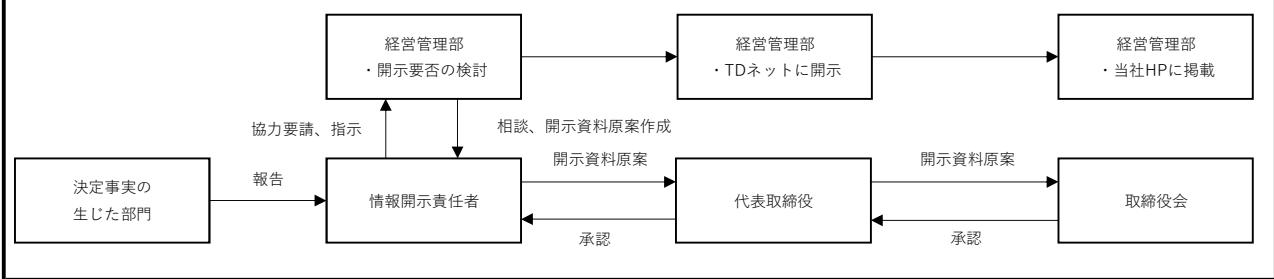 経営管理部
・開示要否の検討
経営管理部
・TDネットに開示
経営管理部
・当社HPに掲載
協力要請、指示
相談、開示資料原案作成
決定事実の
生じた部門
報告
情報開示責任者
開示資料原案
承認
代表取締役
開示資料原案
承認
取締役会